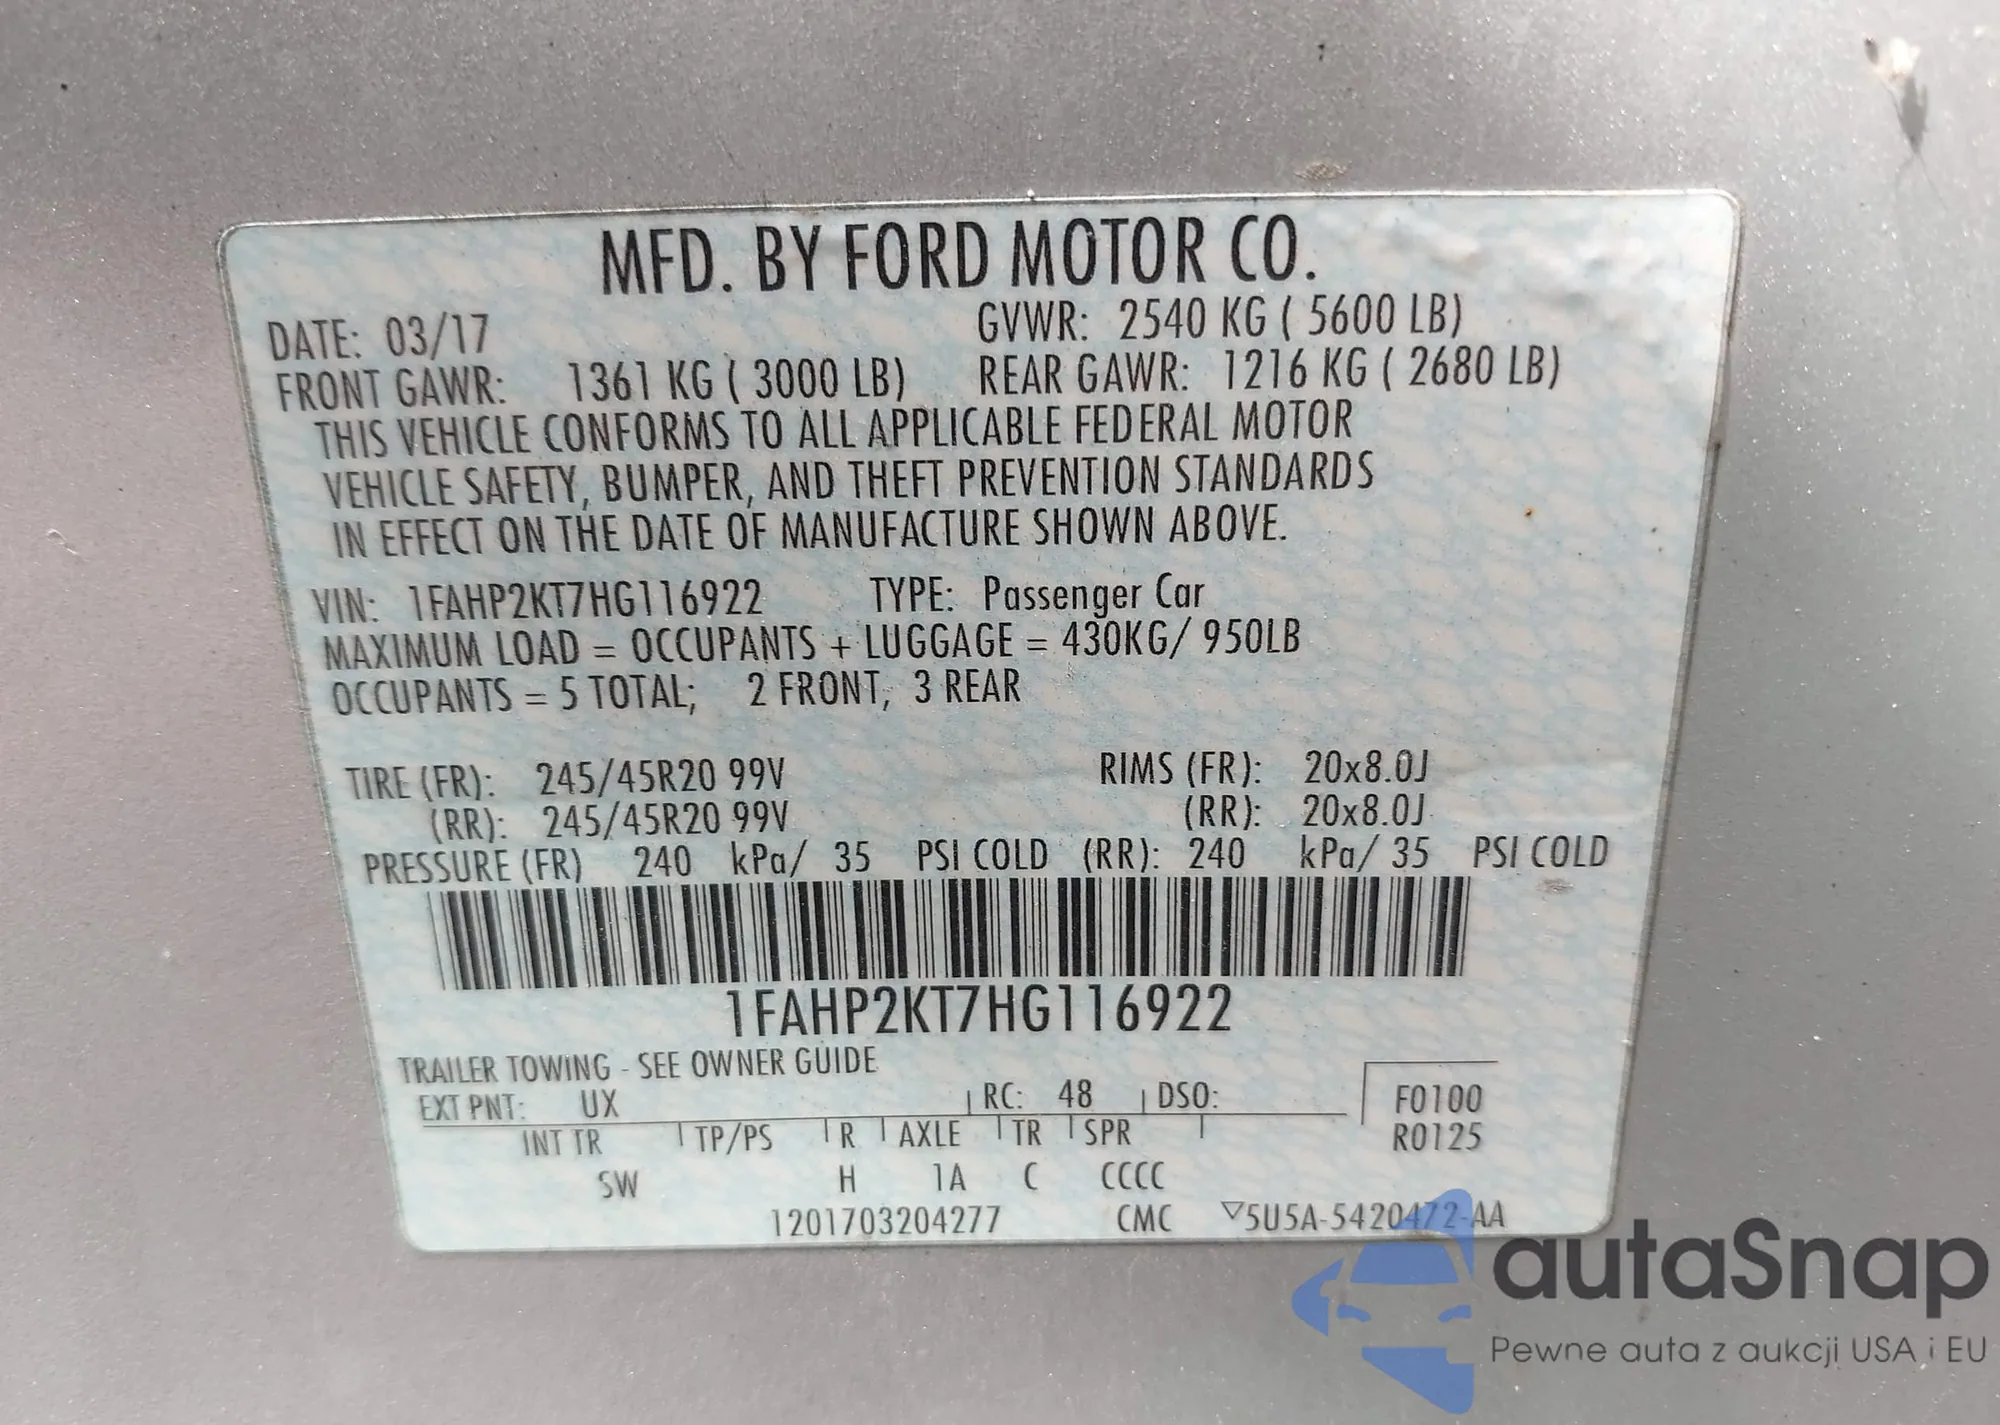 MFD. BY FORD MOTOR CO.
DATE: 03/17 GVWR: 2540 KG ( 5600 LB)
FRONT GAWR: 1361 KG ( 3000 LB) REAR GAWR: 1216 KG ( 2680 LB)
THIS VEHICLE CONFORMS TO ALL APPLICABLE FEDERAL MOTOR
VEHICLE SAFETY, BUMPER, AND THEFT PREVENTION STANDARDS
IN EFFECT ON THE DATE OF MANUFACTURE SHOWN ABOVE.
VIN: 1FAHP2KT7HG116922 TYPE: Passenger Car
MAXIMUM LOAD = OCCUPANTS + LUGGAGE = 430KG/ 950LB
OCCUPANTS = 5 TOTAL; 2 FRONT, 3 REAR
TIRE (FR): 245/45R20 99V RIMS (FR): 20x8.0J
(RR): 245/45R20 99V (RR): 20x8.0J
PRESSURE (FR) 240 kPa/ 35 PSI COLD (RR): 240 kPa/ 35 PSI COLD
1FAHP2KT7HG116922
TRAILER TOWING - SEE OWNER GUIDE
EXT PNT: UX RC: 48 DSO: F0100
INT TR TP/PS R AXLE TR SPR R0125
SW H 1A C CCCC
1201703204277 CMC ▽5U5A-5420472-AA
autaSnap
Pewne auta z aukcji USA i EU